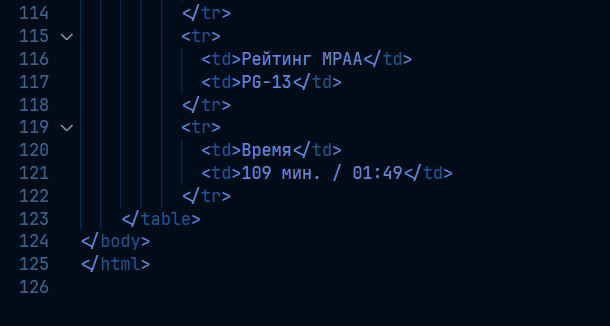 114 </tr>
115 <tr>
116 <td>Рейтинг MPAA</td>
117 <td>PG-13</td>
118 </tr>
119 <tr>
120 <td>Время</td>
121 <td>109 мин. / 01:49</td>
122 </tr>
123 </table>
124 </body>
125 </html>
126